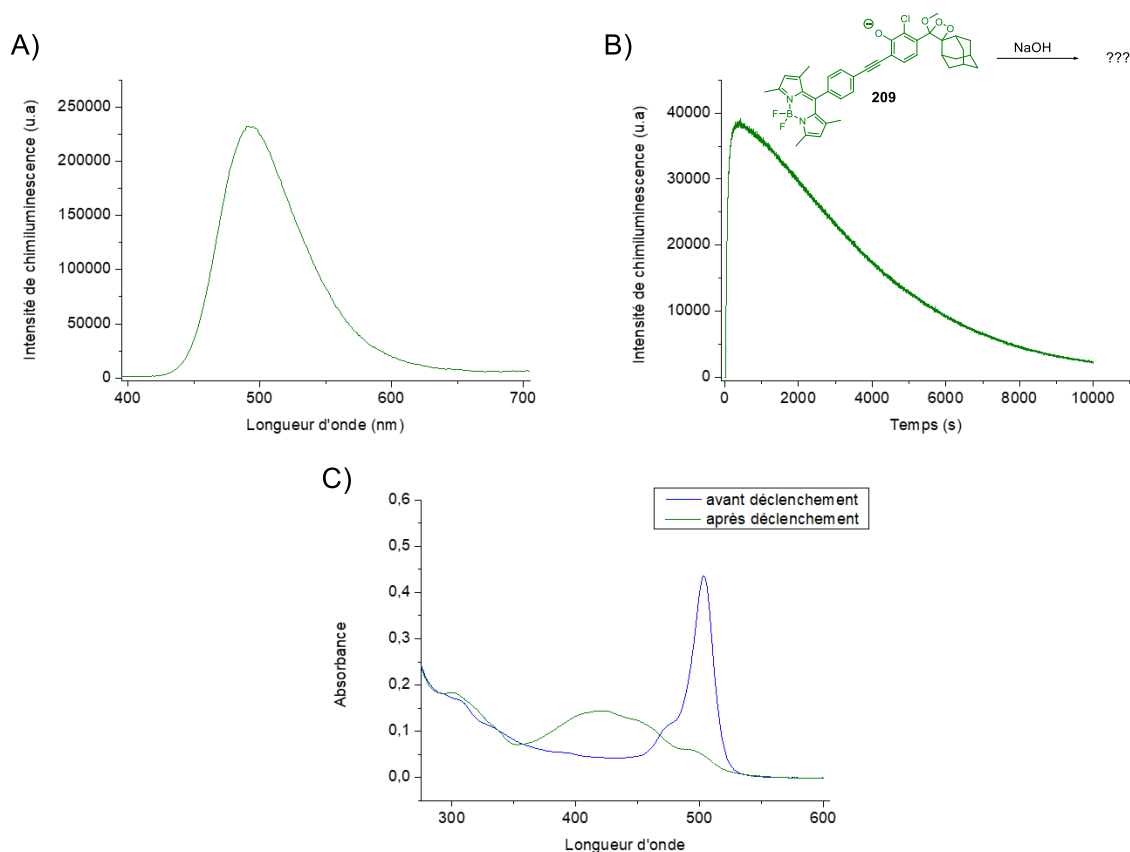 A)
Intensité de chimiluminescence (u.a)
250000
200000
150000
100000
50000
0
400
500
600
700
Longueur d'onde (nm)
B)
O
⊖
Cl
O
O
O
N
B
N
F
F
209
NaOH
???
Intensité de chimiluminescence (u.a)
40000
30000
20000
10000
0
0
2000
4000
6000
8000
10000
Temps (s)
C)
avant déclenchement
après déclenchement
Absorbance
0,6
0,5
0,4
0,3
0,2
0,1
0,0
300
400
500
600
Longueur d'onde